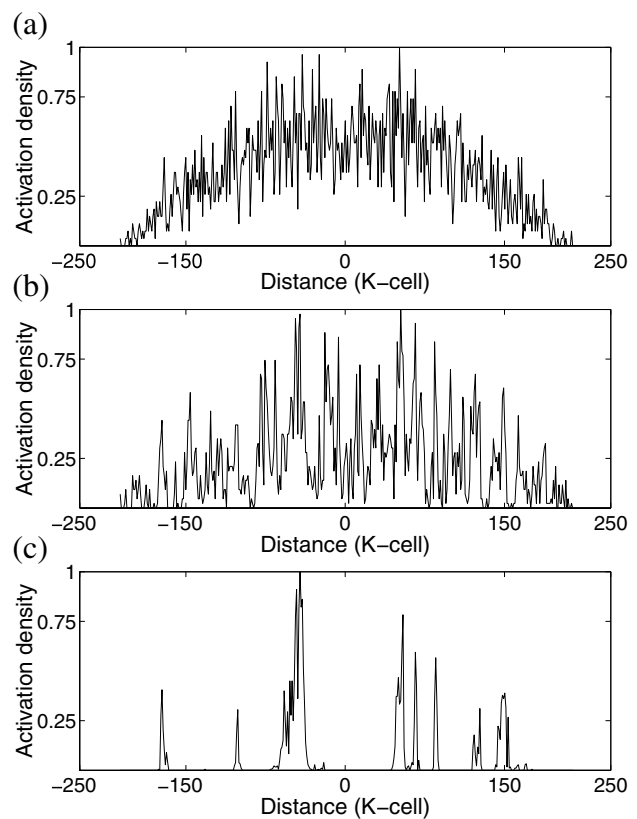 (a)
1
0.75
0.25
Activation density
−250 −150 0 150 250
Distance (K−cell)
(b)
1
0.75
0.25
Activation density
−250 −150 0 150 250
Distance (K−cell)
(c)
1
0.75
0.25
Activation density
−250 −150 0 150 250
Distance (K−cell)